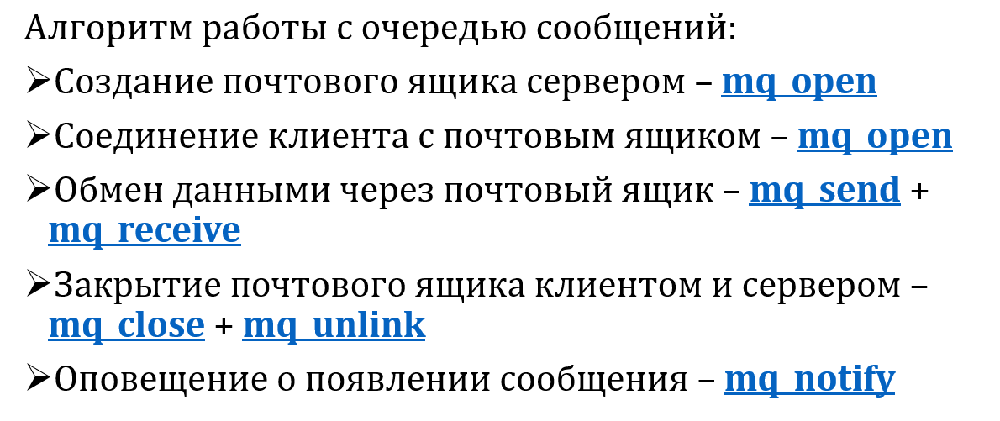 Алгоритм работы с очередью сообщений:
➢Создание почтового ящика сервером – mq_open
➢Соединение клиента с почтовым ящиком – mq_open
➢Обмен данными через почтовый ящик – mq_send +
mq_receive
➢Закрытие почтового ящика клиентом и сервером –
mq_close + mq_unlink
➢Оповещение о появлении сообщения – mq_notify